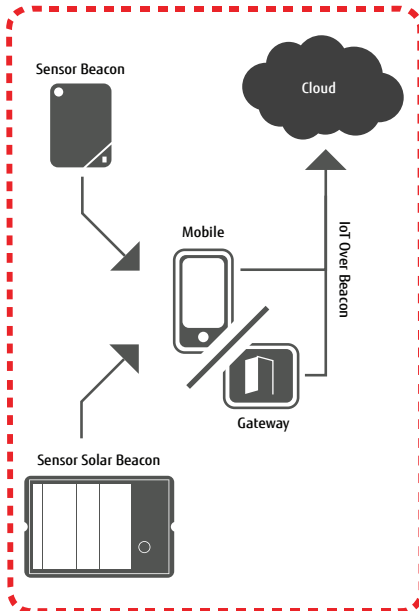 Sensor Beacon
Cloud
Mobile
IoT Over Beacon
Gateway
Sensor Solar Beacon